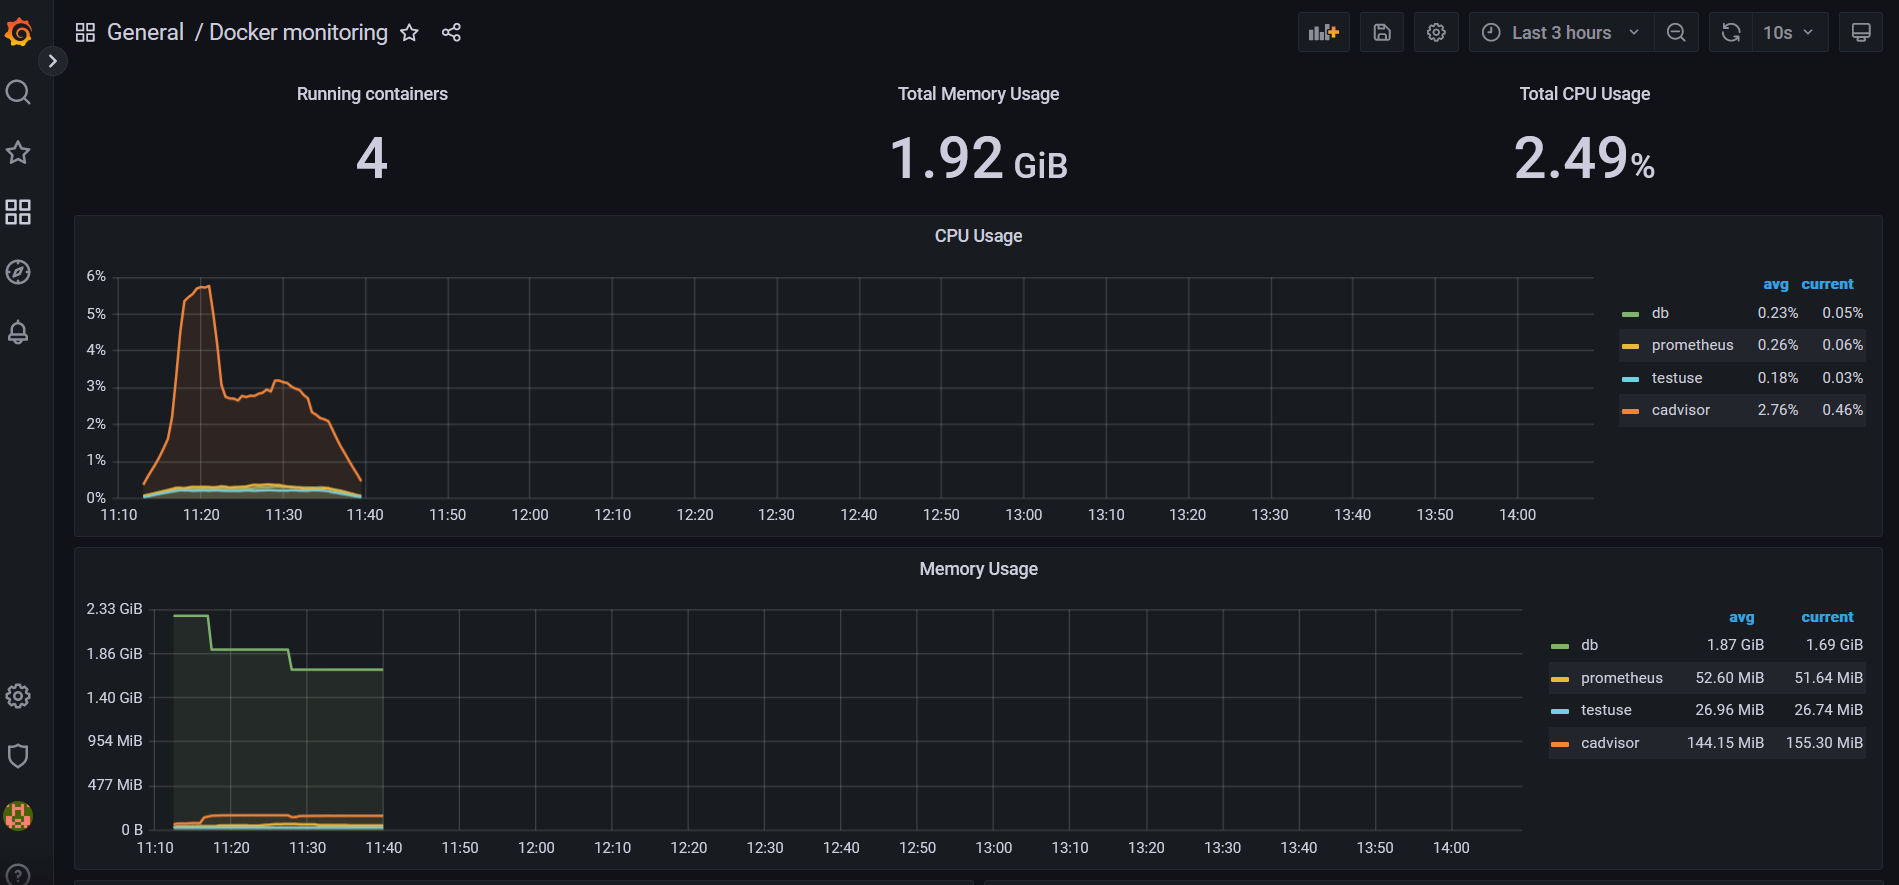 General / Docker monitoring
Last 3 hours
10s
Running containers
4
Total Memory Usage
1.92 GiB
Total CPU Usage
2.49%
CPU Usage
6%
5%
4%
3%
2%
1%
0%
11:10 11:20 11:30 11:40 11:50 12:00 12:10 12:20 12:30 12:40 12:50 13:00 13:10 13:20 13:30 13:40 13:50 14:00
avg current
db 0.23% 0.05%
prometheus 0.26% 0.06%
testuse 0.18% 0.03%
cadvisor 2.76% 0.46%
Memory Usage
2.33 GiB
1.86 GiB
1.40 GiB
954 MiB
477 MiB
0 B
11:10 11:20 11:30 11:40 11:50 12:00 12:10 12:20 12:30 12:40 12:50 13:00 13:10 13:20 13:30 13:40 13:50 14:00
avg current
db 1.87 GiB 1.69 GiB
prometheus 52.60 MiB 51.64 MiB
testuse 26.96 MiB 26.74 MiB
cadvisor 144.15 MiB 155.30 MiB